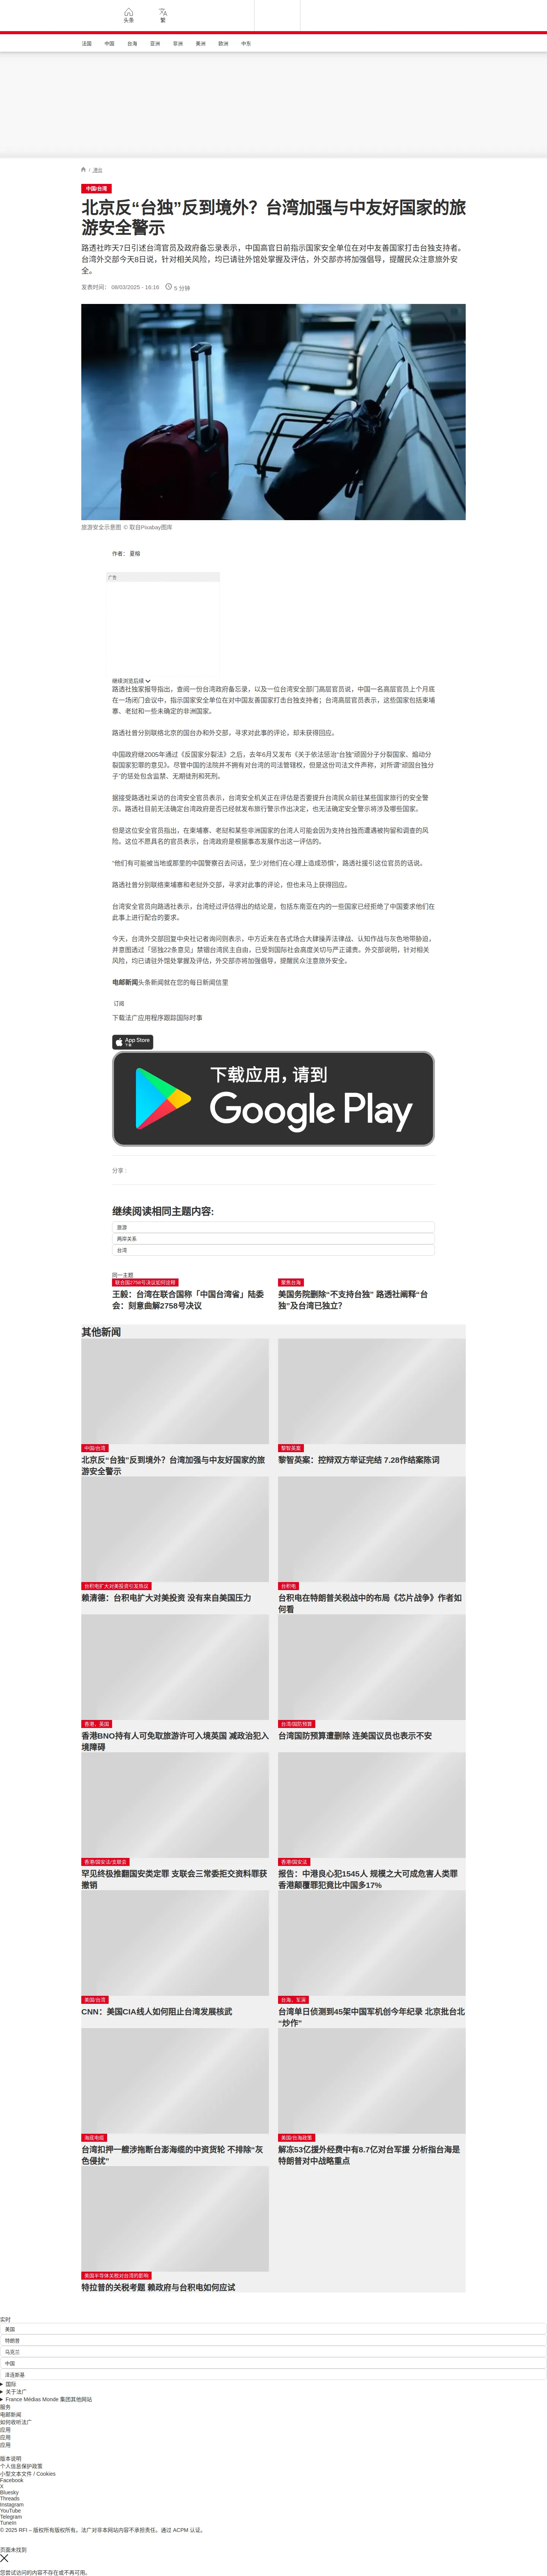 头条
繁
法国
中国
台海
亚洲
非洲
美洲
欧洲
中东
/ 港台
中国/台湾
北京反“台独”反到境外？台湾加强与中友好国家的旅
游安全警示
路透社昨天7日引述台湾官员及政府备忘录表示，中国高官日前指示国家安全单位在对中友善国家打击台独支持者。
台湾外交部今天8日说，针对相关风险，均已请驻外馆处掌握及评估，外交部亦将加强倡导，提醒民众注意旅外安
全。
发表时间： 08/03/2025 - 16:16
5 分钟
旅游安全示意图 © 取自Pixabay图库
作者： 夏榕
广告
继续浏览后续
路透社独家报导指出，查阅一份台湾政府备忘录，以及一位台湾安全部门高层官员说，中国一名高层官员上个月底
在一场闭门会议中，指示国家安全单位在对中国友善国家打击台独支持者；台湾高层官员表示，这些国家包括柬埔
寨、老挝和一些未确定的非洲国家。
路透社曾分别联络北京的国台办和外交部，寻求对此事的评论，却未获得回应。
中国政府继2005年通过《反国家分裂法》之后，去年6月又发布《关于依法惩治“台独”顽固分子分裂国家、煽动分
裂国家犯罪的意见》。尽管中国的法院并不拥有对台湾的司法管辖权，但是这份司法文件声称，对所谓“顽固台独分
子”的惩处包含监禁、无期徒刑和死刑。
据接受路透社采访的台湾安全官员表示，台湾安全机关正在评估是否要提升台湾民众前往某些国家旅行的安全警
示。路透社目前无法确定台湾政府是否已经就发布旅行警示作出决定，也无法确定安全警示将涉及哪些国家。
但是这位安全官员指出，在柬埔寨、老挝和某些非洲国家的台湾人可能会因为支持台独而遭遇被拘留和调查的风
险。这位不愿具名的官员表示，台湾政府是根据事态发展作出这一评估的。
“他们有可能被当地或那里的中国警察召去问话，至少对他们在心理上造成恐惧”，路透社援引这位官员的话说。
路透社曾分别联络柬埔寨和老挝外交部，寻求对此事的评论，但也未马上获得回应。
台湾安全官员向路透社表示，台湾经过评估得出的结论是，包括东南亚在内的一些国家已经拒绝了中国要求他们在
此事上进行配合的要求。
今天，台湾外交部回复中央社记者询问则表示，中方近来在各式场合大肆操弄法律战、认知作战与灰色地带胁迫，
并意图透过「惩独22条意见」禁锢台湾民主自由，已受到国际社会高度关切与严正谴责。外交部说明，针对相关
风险，均已请驻外馆处掌握及评估，外交部亦将加强倡导，提醒民众注意旅外安全。
电邮新闻头条新闻就在您的每日新闻信里
订阅
下载法广应用程序跟踪国际时事
App Store
下载
下载应用，请到
Google Play
分享 :
继续阅读相同主题内容:
旅游
两岸关系
台湾
同一主题
联合国2758号决议如何诠释
王毅：台湾在联合国称「中国台湾省」陆委
会：刻意曲解2758号决议
聚焦台海
美国务院删除“不支持台独” 路透社阐释“台
独”及台湾已独立？
其他新闻
中国/台湾
北京反“台独”反到境外？台湾加强与中友好国家的旅
游安全警示
黎智英案
黎智英案：控辩双方举证完结 7.28作结案陈词
台积电扩大对美投资引发热议
赖清德：台积电扩大对美投资 没有来自美国压力
台积电
台积电在特朗普关税战中的布局《芯片战争》作者如
何看
香港、英国
香港BNO持有人可免取旅游许可入境英国 减政治犯入
境障碍
台湾/国防预算
台湾国防预算遭删除 连美国议员也表示不安
香港/国安法/支联会
罕见终极推翻国安类定罪 支联会三常委拒交资料罪获
撤销
香港/国安法
报告：中港良心犯1545人 规模之大可成危害人类罪
香港颠覆罪犯竟比中国多17%
美国/台湾
CNN：美国CIA线人如何阻止台湾发展核武
台海、军演
台湾单日侦测到45架中国军机创今年纪录 北京批台北
“炒作”
海底电缆
台湾扣押一艘涉拖断台澎海缆的中资货轮 不排除“灰
色侵扰”
美国/台海政策
解冻53亿援外经费中有8.7亿对台军援 分析指台海是
特朗普对中战略重点
美国半导体关税对台湾的影响
特拉普的关税考题 赖政府与台积电如何应试
实时
美国
特朗普
乌克兰
中国
泽连斯基
国际
关于法广
France Médias Monde 集团其他网站
服务
电邮新闻
如何收听法广
应用
应用
应用
版本说明
个人信息保护政策
小型文本文件 / Cookies
Facebook
X
Bluesky
Threads
Instagram
YouTube
Telegram
TuneIn
© 2025 RFI – 版权所有版权所有。法广对非本网站内容不承担责任。通过 ACPM 认证。
页面未找到
您尝试访问的内容不存在或不再可用。